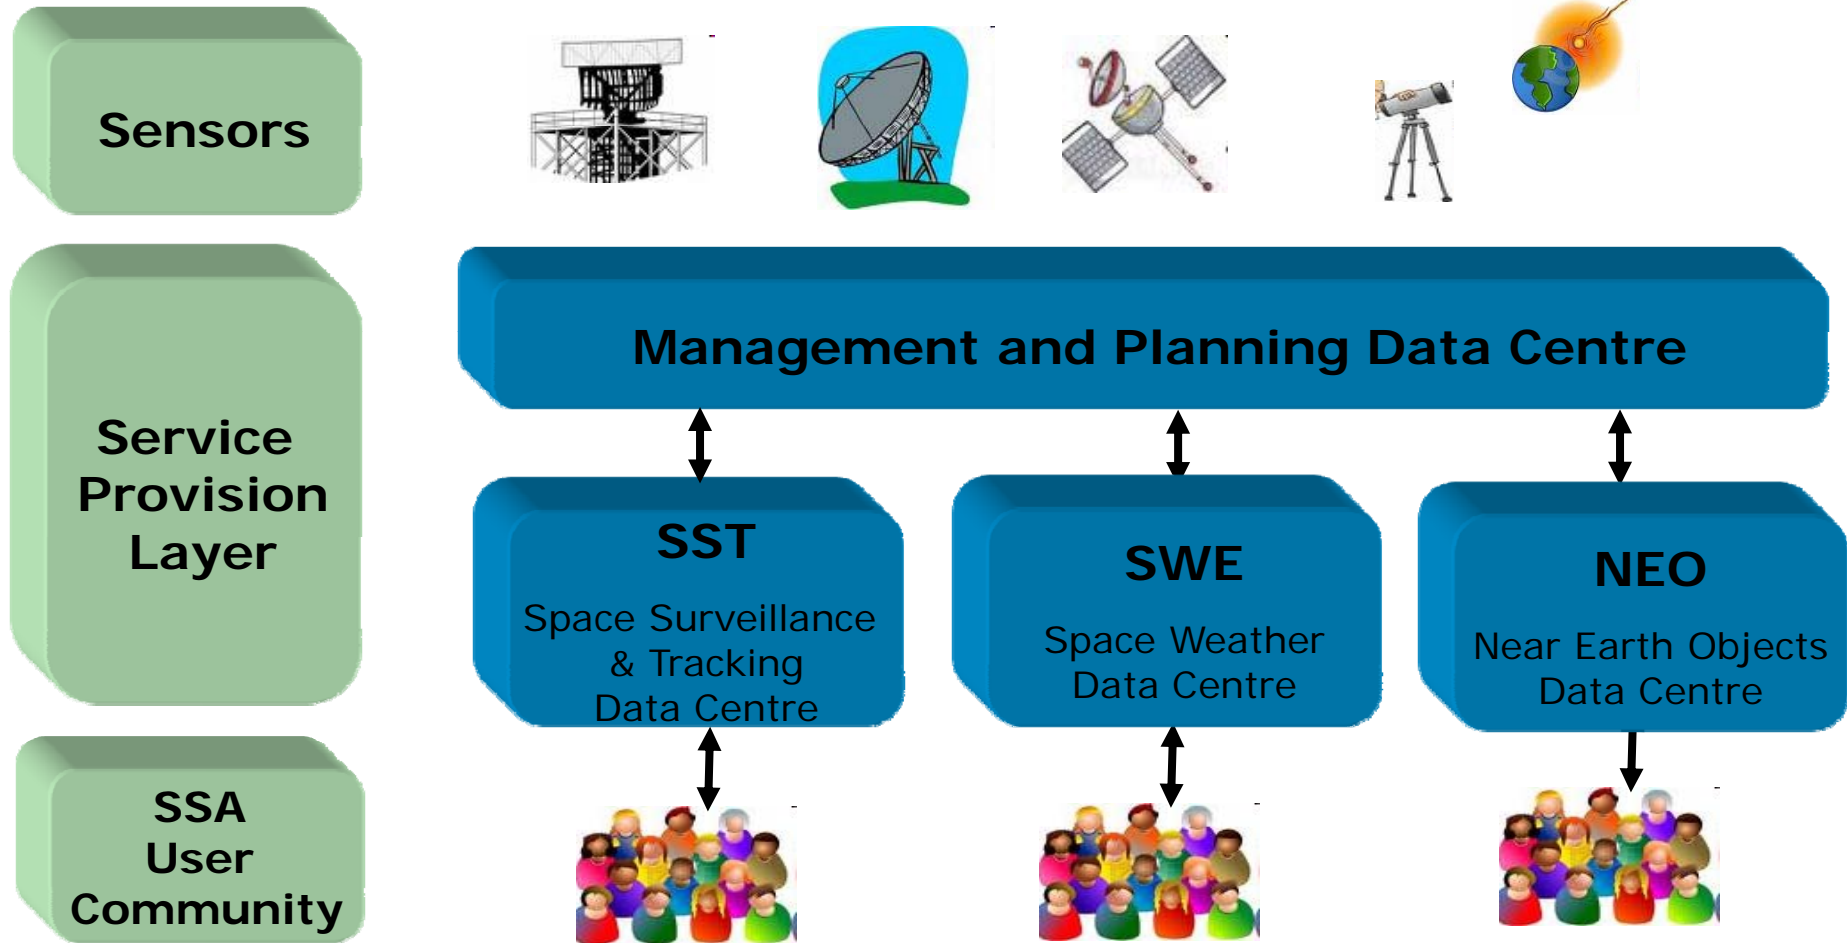 Sensors
Management and Planning Data Centre
Service
Provision
Layer
SST
Space Surveillance
& Tracking
Data Centre
SWE
Space Weather
Data Centre
NEO
Near Earth Objects
Data Centre
SSA
User
Community